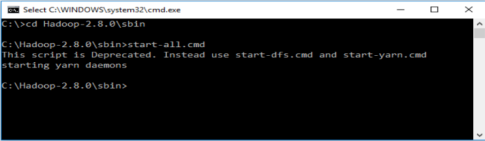 Select C:\WINDOWS\system32\cmd.exe
C:\>cd Hadoop-2.8.0\sbin
C:\Hadoop-2.8.0\sbin>start-all.cmd
This script is Deprecated. Instead use start-dfs.cmd and start-yarn.cmd
starting yarn daemons
C:\Hadoop-2.8.0\sbin>